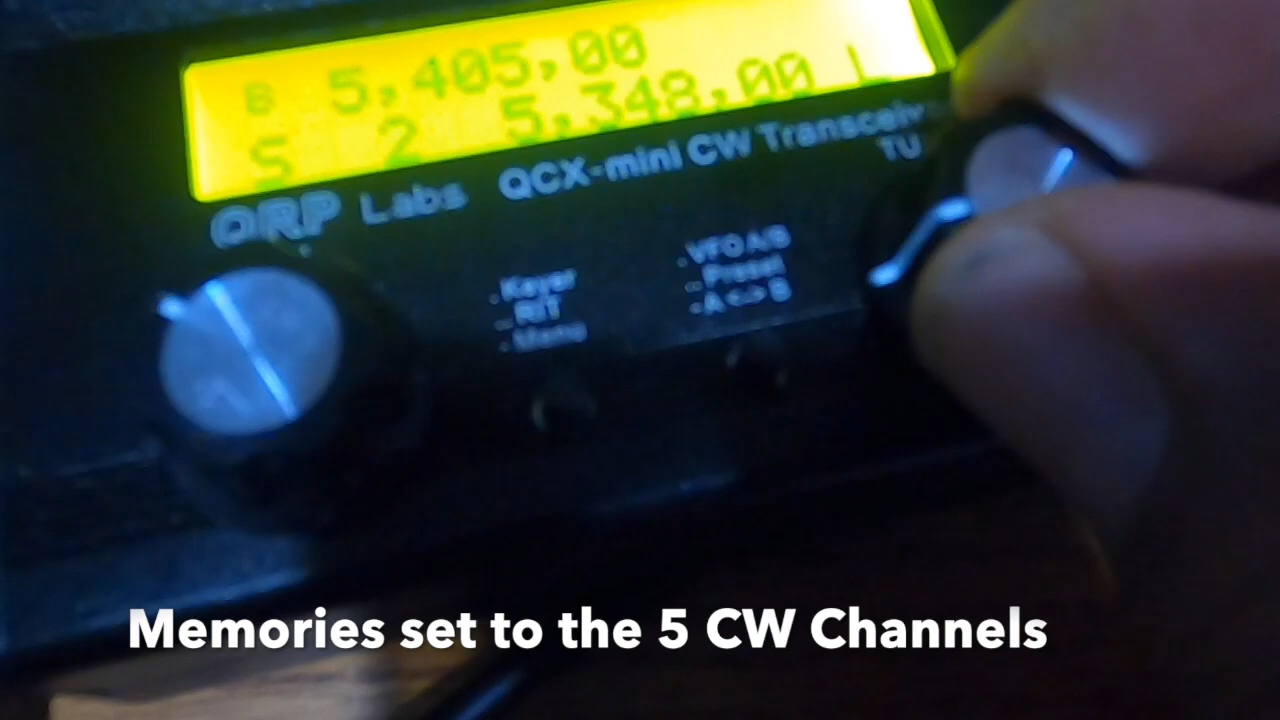 B 5,405,00
S 2 5,348,00 L
QRP Labs QCX-mini CW Transceiv
TU
. Keyer
_ RIT
- Menu
. VFO A/B
_ Preset
- A <-> B
Memories set to the 5 CW Channels